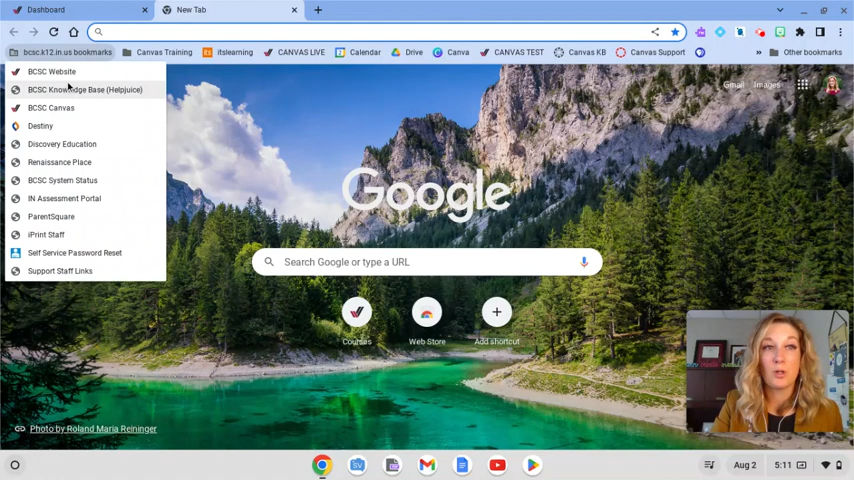 Dashboard
New Tab
bcsc.k12.in.us bookmarks
Canvas Training
itslearning
CANVAS LIVE
Calendar
Drive
Canva
CANVAS TEST
Canvas KB
Canvas Support
Other bookmarks
BCSC Website
BCSC Knowledge Base (Helpjuice)
BCSC Canvas
Destiny
Discovery Education
Renaissance Place
BCSC System Status
IN Assessment Portal
ParentSquare
iPrint Staff
Self Service Password Reset
Support Staff Links
Gmail Images
Google
Search Google or type a URL
Courses
Web Store
Add shortcut
Photo by Roland Maria Reininger
Aug 2
5:11